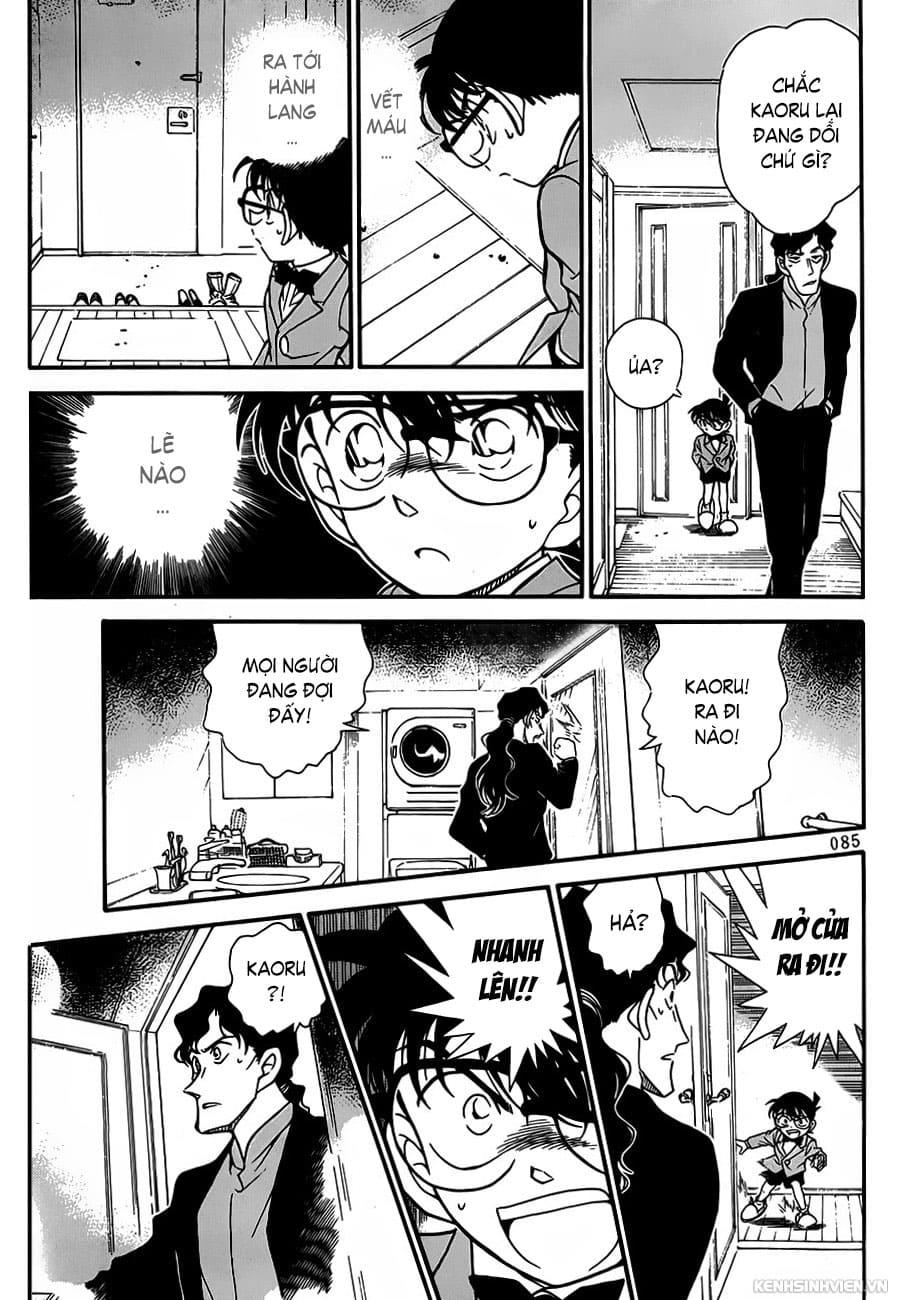 CHẮC
KAORU LẠI
ĐANG DỖI
CHỨ GÌ?
ỦA?
VẾT
MÁU
...
RA TỚI
HÀNH
LANG
...
LẼ
NÀO
...
KAORU!
RA ĐI
NÀO!
MỌI NGƯỜI
ĐANG ĐỢI
ĐẤY!
085
MỞ CỬA
RA ĐI!!
HẢ?
NHANH
LÊN!!
KAORU
?!
KENHSINHVIEN.VN